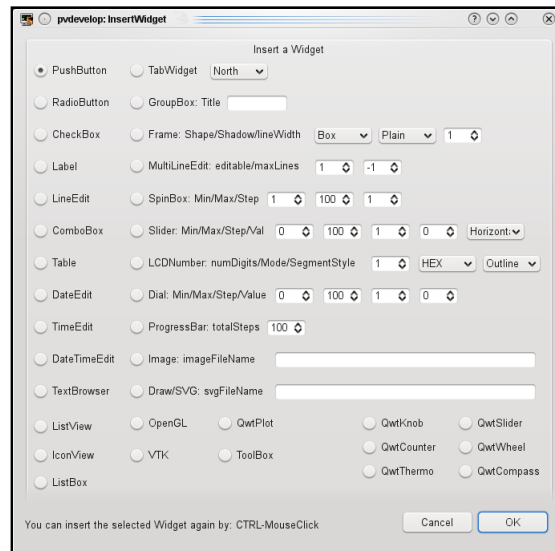 pvdevelop: InsertWidget
Insert a Widget
PushButton TabWidget North
RadioButton GroupBox: Title
CheckBox Frame: Shape/Shadow/lineWidth Box Plain 1
Label MultiLineEdit: editable/maxLines 1 -1
LineEdit SpinBox: Min/Max/Step 1 100 1
ComboBox Slider: Min/Max/Step/Val 0 100 1 0 Horizonta
Table LCDNumber: numDigits/Mode/SegmentStyle 1 HEX Outline
DateEdit Dial: Min/Max/Step/Value 0 100 1 0
TimeEdit ProgressBar: totalSteps 100
DateTimeEdit Image: imageFileName
TextBrowser Draw/SVG: svgFileName
ListView OpenGL QwtPlot QwtKnob QwtSlider
IconView VTK ToolBox QwtCounter QwtWheel
ListBox QwtThermo QwtCompass
You can insert the selected Widget again by: CTRL-MouseClick Cancel OK